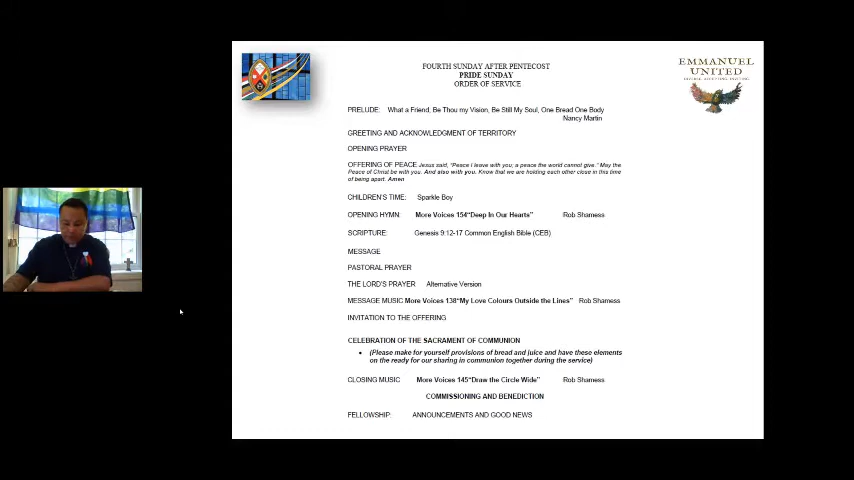 FOURTH SUNDAY AFTER PENTECOST
PRIDE SUNDAY
ORDER OF SERVICE
EMMANUEL
UNITED
DIVERSE, ACCEPTING, INVITING
PRELUDE: What a Friend, Be Thou my Vision, Be Still My Soul, One Bread One Body
Nancy Martin
GREETING AND ACKNOWLEDGMENT OF TERRITORY
OPENING PRAYER
OFFERING OF PEACE Jesus said, "Peace I leave with you; a peace the world cannot give." May the
Peace of Christ be with you. And also with you. Know that we are holding each other close in this time
of being apart. Amen
CHILDREN'S TIME: Sparkle Boy
OPENING HYMN: More Voices 154"Deep In Our Hearts" Rob Shamess
SCRIPTURE: Genesis 9:12-17 Common English Bible (CEB)
MESSAGE
PASTORAL PRAYER
THE LORD'S PRAYER Alternative Version
MESSAGE MUSIC More Voices 138"My Love Colours Outside the Lines" Rob Shamess
INVITATION TO THE OFFERING
CELEBRATION OF THE SACRAMENT OF COMMUNION
• (Please make for yourself provisions of bread and juice and have these elements
on the ready for our sharing in communion together during the service)
CLOSING MUSIC More Voices 145"Draw the Circle Wide" Rob Shamess
COMMISSIONING AND BENEDICTION
FELLOWSHIP: ANNOUNCEMENTS AND GOOD NEWS